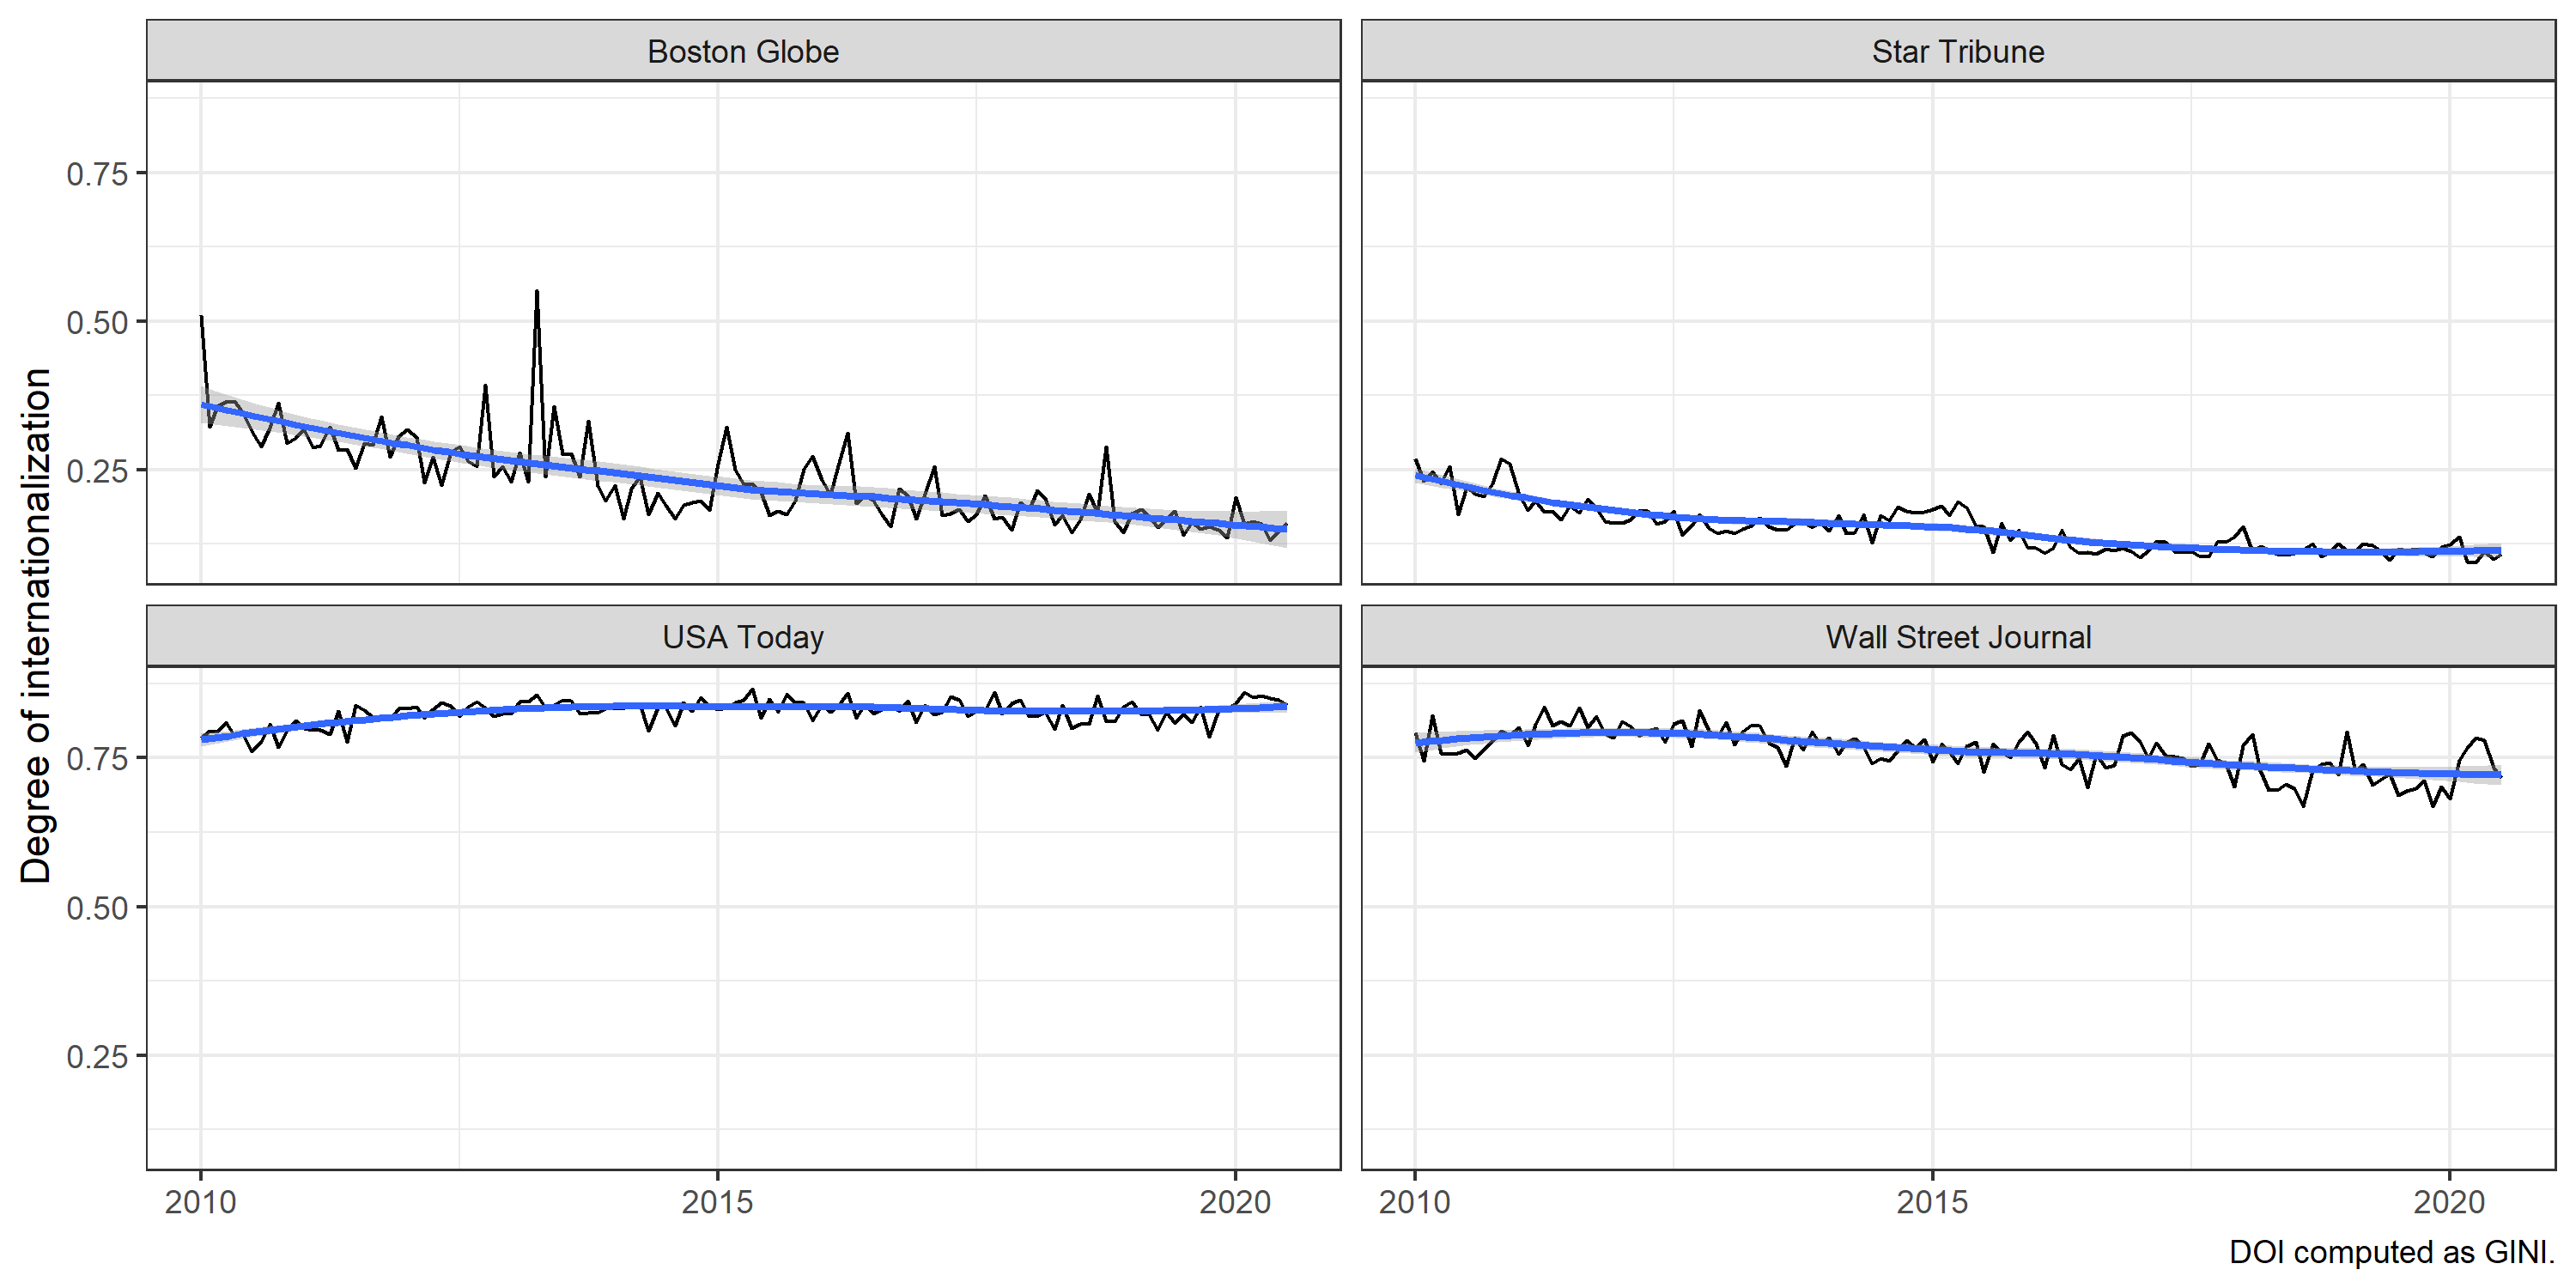 Boston Globe
Star Tribune
0.75
0.50
0.25
USA Today
Wall Street Journal
0.75
0.50
0.25
Degree of internationalization
2010
2015
2020
2010
2015
2020
DOI computed as GINI.